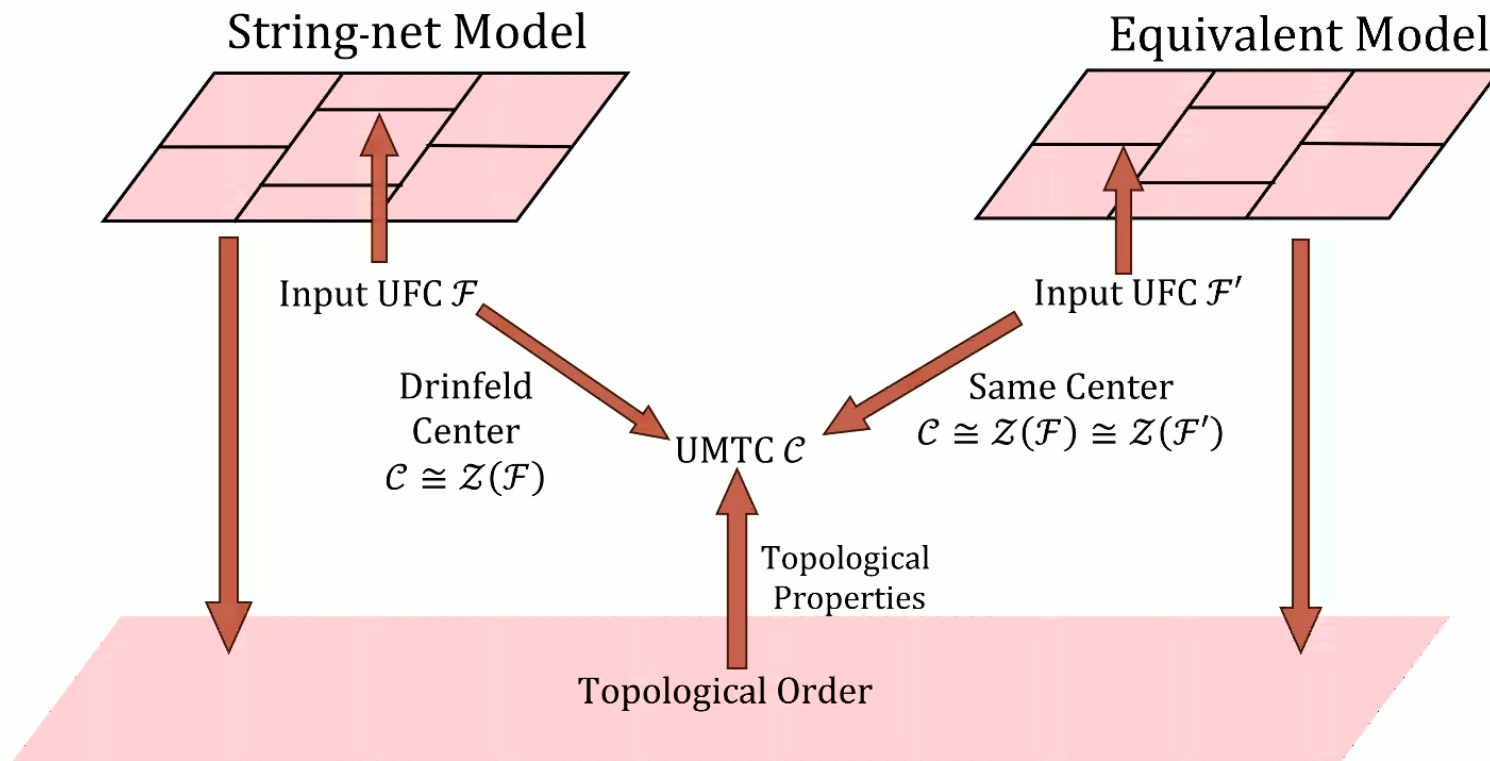 String-net Model
Equivalent Model
Input UFC ℱ
Input UFC ℱ′
Drinfeld
Center
𝒞 ≅ 𝒵(ℱ)
Same Center
𝒞 ≅ 𝒵(ℱ) ≅ 𝒵(ℱ′)
UMTC 𝒞
Topological
Properties
Topological Order